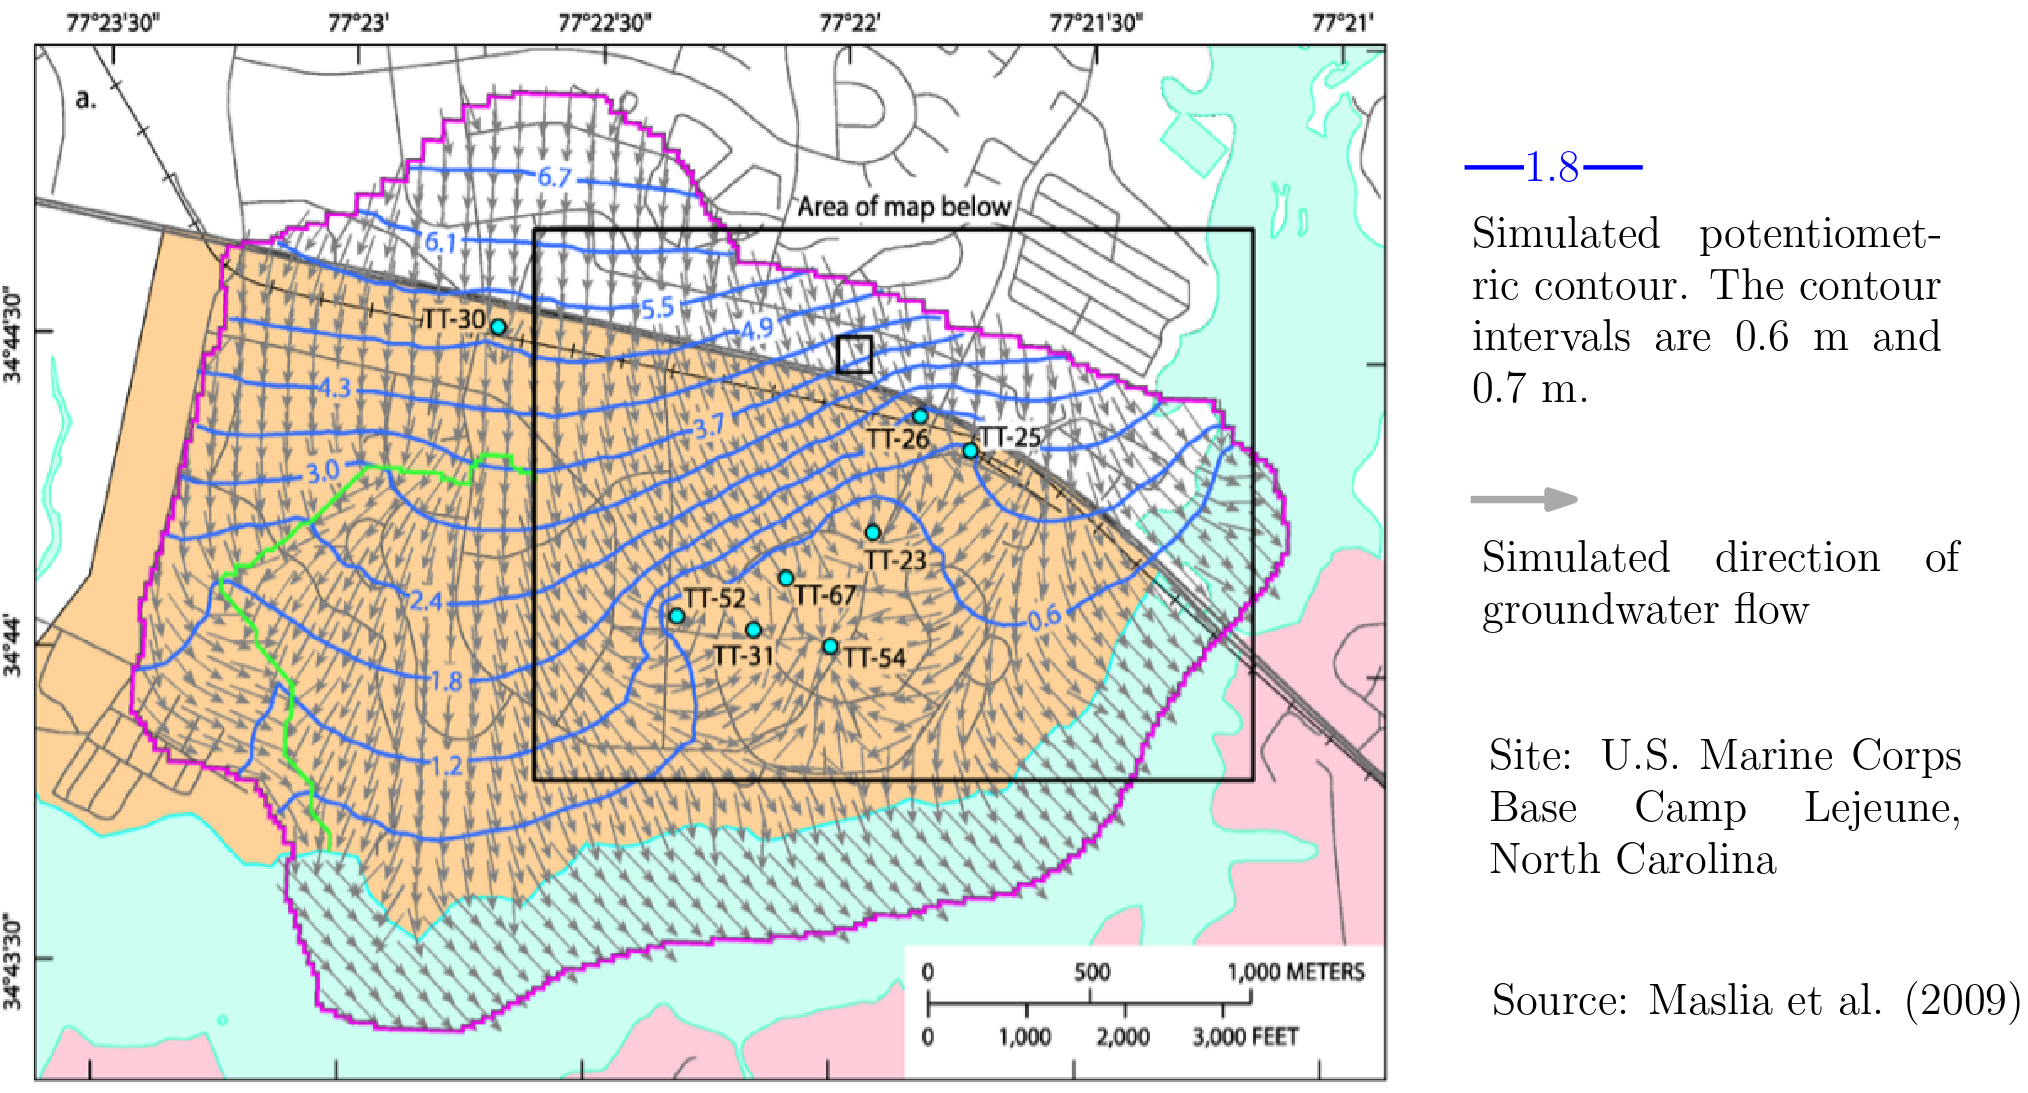 77°23'30" 77°23' 77°22'30" 77°22' 77°21'30" 77°21'
a.
6.7
Area of map below
6.1
5.5
4.9
34°44'30"
TT-30
4.3
3.7
TT-26
TT-25
3.0
TT-23
TT-67
TT-52
2.4
0.6
34°44'
TT-31
TT-54
1.8
1.2
34°43'30"
0 500 1,000 METERS
0 1,000 2,000 3,000 FEET
1.8
Simulated potentiomet-
ric contour. The contour
intervals are 0.6 m and
0.7 m.
Simulated direction of
groundwater flow
Site: U.S. Marine Corps
Base Camp Lejeune,
North Carolina
Source: Maslia et al. (2009)